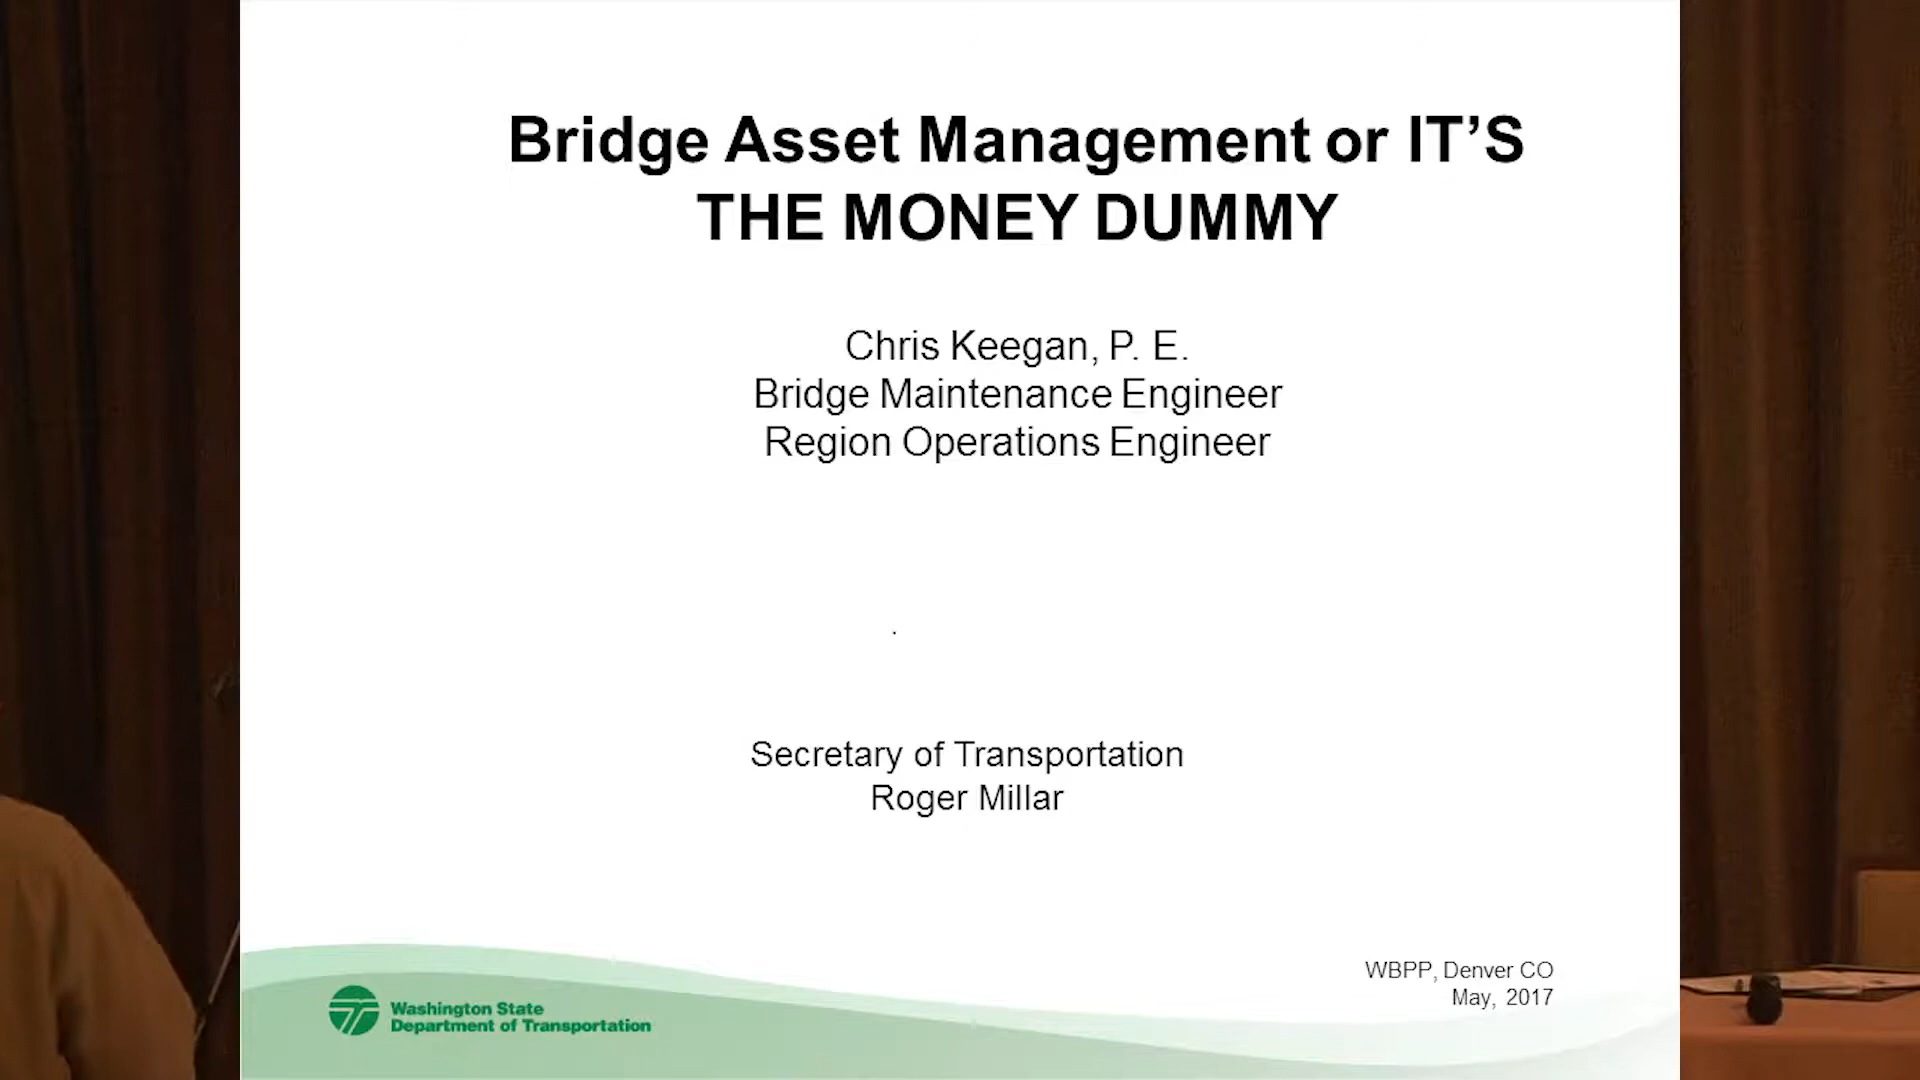 Bridge Asset Management or IT’S
THE MONEY DUMMY
Chris Keegan, P. E.
Bridge Maintenance Engineer
Region Operations Engineer
.
Secretary of Transportation
Roger Millar
WBPP, Denver CO
May, 2017
Washington State
Department of Transportation